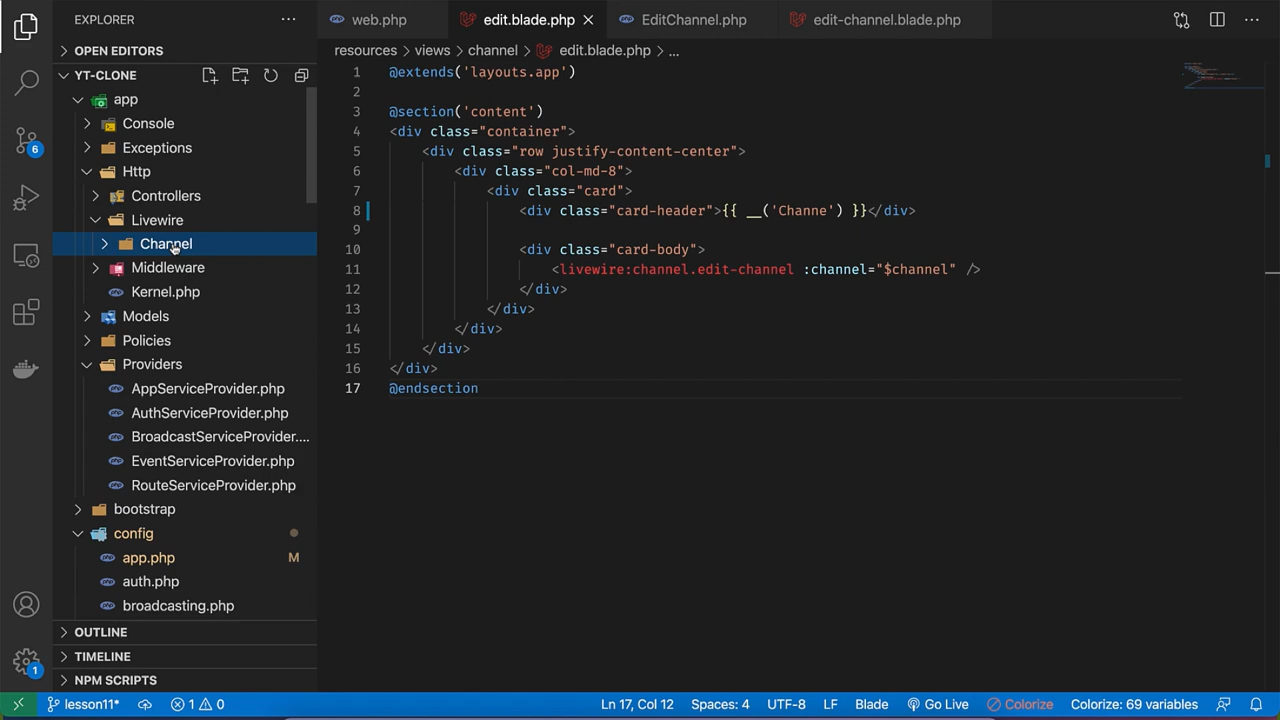 EXPLORER
OPEN EDITORS
YT-CLONE
app
Console
Exceptions
Http
Controllers
Livewire
Channel
Middleware
Kernel.php
Models
Policies
Providers
AppServiceProvider.php
AuthServiceProvider.php
BroadcastServiceProvider....
EventServiceProvider.php
RouteServiceProvider.php
bootstrap
config
app.php M
auth.php
broadcasting.php
OUTLINE
TIMELINE
NPM SCRIPTS
6
1
web.php edit.blade.php EditChannel.php edit-channel.blade.php
resources > views > channel > edit.blade.php > ...
1 @extends('layouts.app')
2
3 @section('content')
4 <div class="container">
5 <div class="row justify-content-center">
6 <div class="col-md-8">
7 <div class="card">
8 <div class="card-header">{{ __('Channe') }}</div>
9
10 <div class="card-body">
11 <livewire:channel.edit-channel :channel="$channel" />
12 </div>
13 </div>
14 </div>
15 </div>
16 </div>
17 @endsection
lesson11* 1 0 Ln 17, Col 12 Spaces: 4 UTF-8 LF Blade Go Live Colorize Colorize: 69 variables